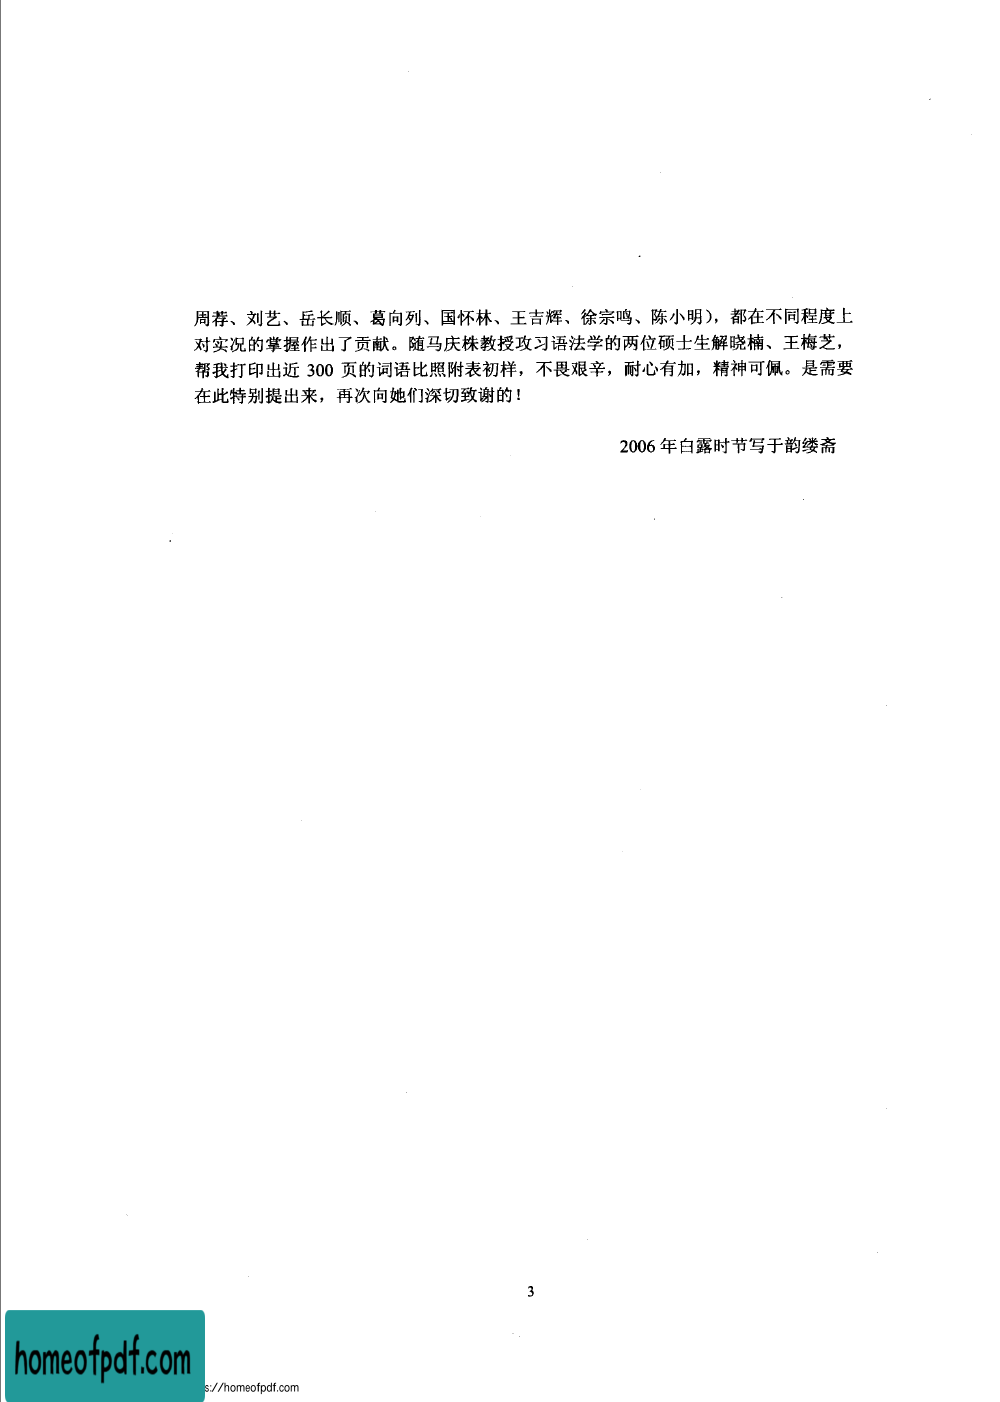 周荐、刘艺、岳长顺、葛向列、国怀林、王吉辉、徐宗鸣、陈小明），都在不同程度上
对实况的掌握作出了贡献。随马庆株教授攻习语法学的两位硕士生解晓楠、王梅芝，
帮我打印出近 300 页的词语比照附表初样，不畏艰辛，耐心有加，精神可佩。是需要
在此特别提出来，再次向她们深切致谢的！
2006 年白露时节写于韵缕斋
3
homeofpdf.com
s://homeofpdf.com